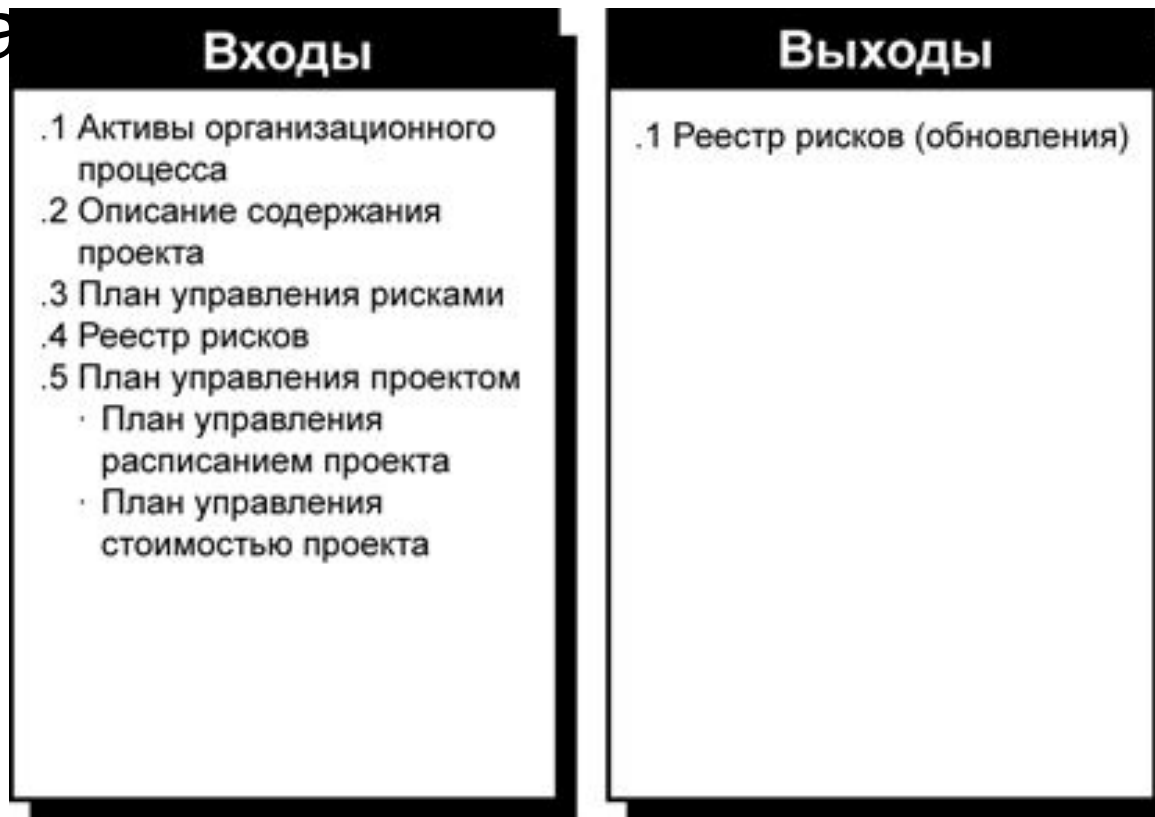 Входы
.1 Активы организационного
процесса
.2 Описание содержания
проекта
.3 План управления рисками
.4 Реестр рисков
.5 План управления проектом
· План управления
расписанием проекта
· План управления
стоимостью проекта
Выходы
.1 Реестр рисков (обновления)